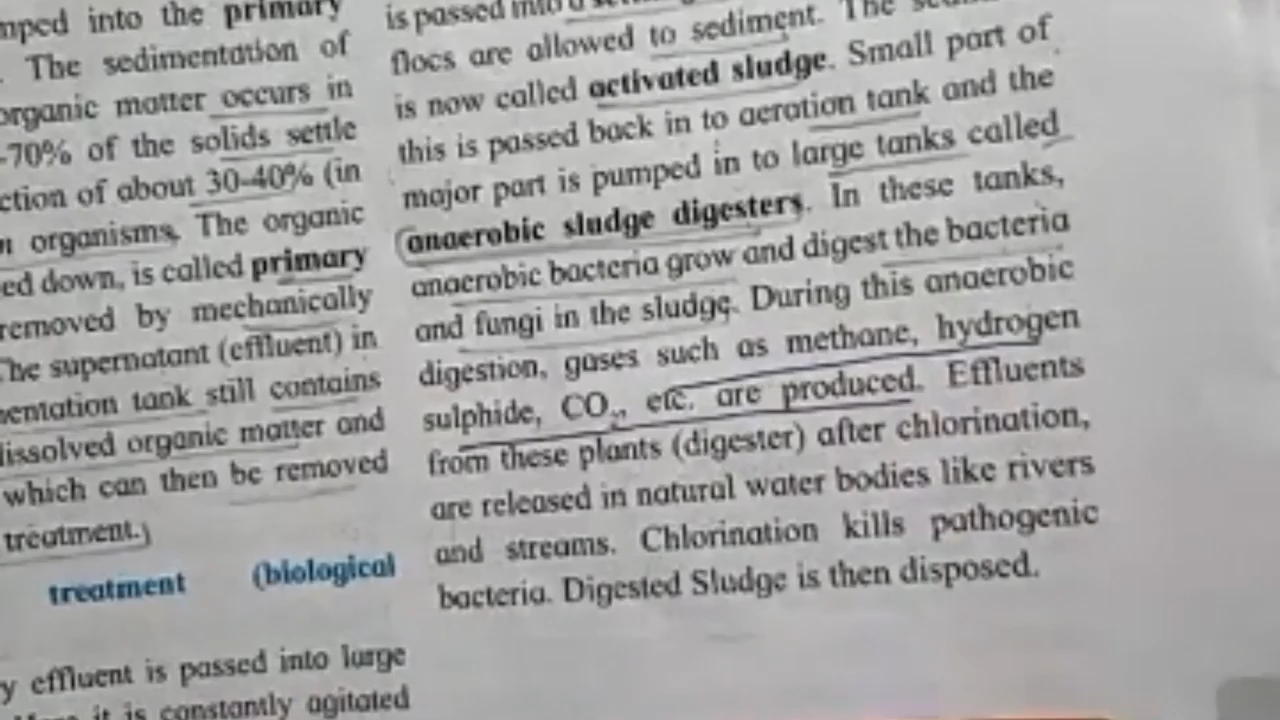 mped into the primary
. The sedimentation of
organic matter occurs in
-70% of the solids settle
ction of about 30-40% (in
n organisms. The organic
ed down, is called primary
removed by mechanically
The supernatant (effluent) in
mentation tank still contains
dissolved organic matter and
which can then be removed
treatment.)
treatment (biological
y effluent is passed into large
it is constantly agitated
is passed into a
flocs are allowed to sediment. The
is now called activated sludge. Small part of
this is passed back in to aeration tank and the
major part is pumped in to large tanks called
anaerobic sludge digesters. In these tanks,
anaerobic bacteria grow and digest the bacteria
and fungi in the sludge. During this anaerobic
digestion, gases such as methane, hydrogen
sulphide, CO₂, etc. are produced. Effluents
from these plants (digester) after chlorination,
are released in natural water bodies like rivers
and streams. Chlorination kills pathogenic
bacteria. Digested Sludge is then disposed.